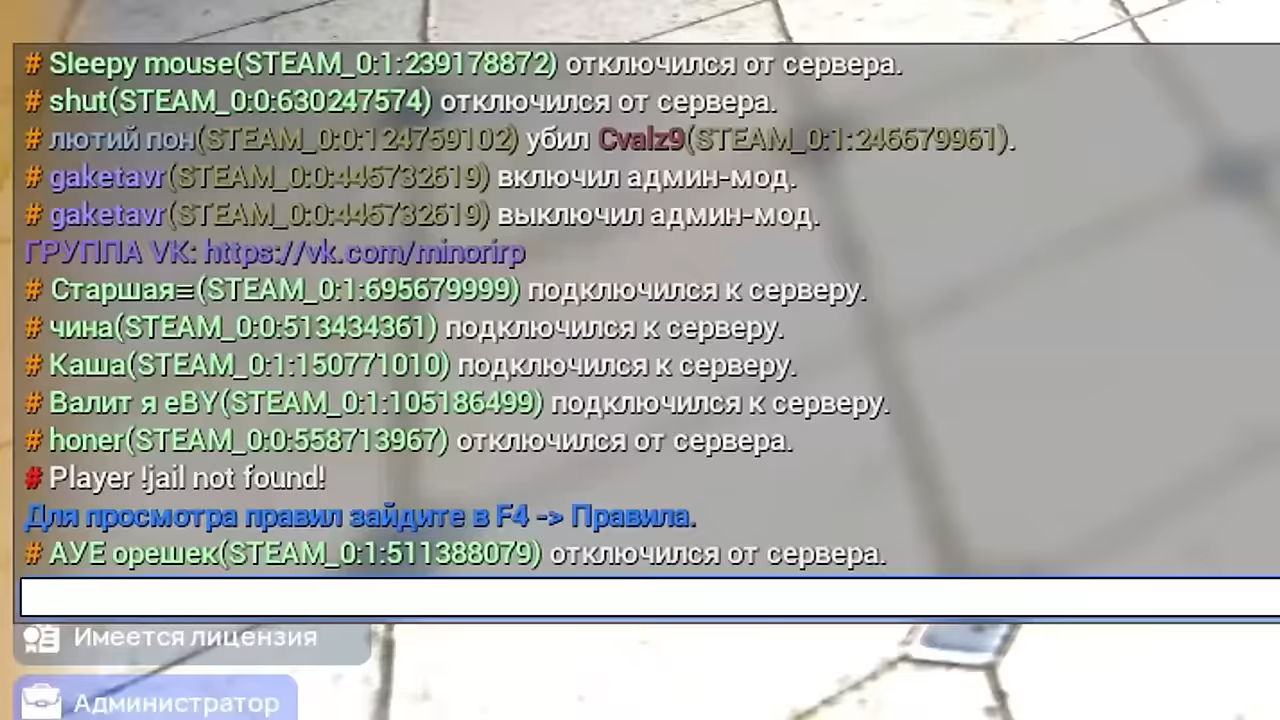 # Sleepy mouse(STEAM_0:1:239178872) отключился от сервера.
# shut(STEAM_0:0:630247574) отключился от сервера.
# лютий пон(STEAM_0:0:124759102) убил Cvalz9(STEAM_0:1:246679961).
# gaketavr(STEAM_0:0:445732619) включил админ-мод.
# gaketavr(STEAM_0:0:445732619) выключил админ-мод.
ГРУППА VK: https://vk.com/minorirp
# Старшая≡(STEAM_0:1:695679999) подключился к серверу.
# чина(STEAM_0:0:513434361) подключился к серверу.
# Каша(STEAM_0:1:150771010) подключился к серверу.
# Валит я eBY(STEAM_0:1:105186499) подключился к серверу.
# honer(STEAM_0:0:558713967) отключился от сервера.
# Player !jail not found!
Для просмотра правил зайдите в F4 -> Правила.
# АУЕ орешек(STEAM_0:1:511388079) отключился от сервера.
Имеется лицензия
Администратор